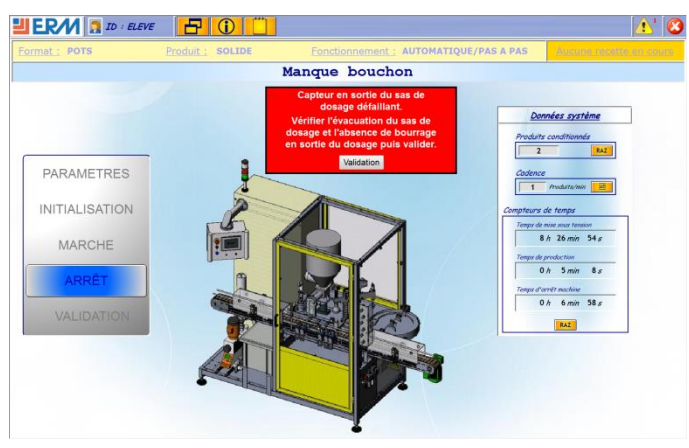 ERM ID : ELEVE
Format : POTS Produit : SOLIDE Fonctionnement : AUTOMATIQUE/PAS A PAS Aucune recette en cours
Manque bouchon
Capteur en sortie du sas de
dosage défaillant.
Vérifier l'évacuation du sas de
dosage et l'absence de bourrage
en sortie du dosage puis valider.
Validation
PARAMETRES
INITIALISATION
MARCHE
ARRÊT
VALIDATION
Données système
Produits conditionnés
2 RAZ
Cadence
1 Produits/min
Compteurs de temps
Temps de mise sous tension
8 h 26 min 54 s
Temps de production
0 h 5 min 8 s
Temps d'arrêt machine
0 h 6 min 58 s
RAZ